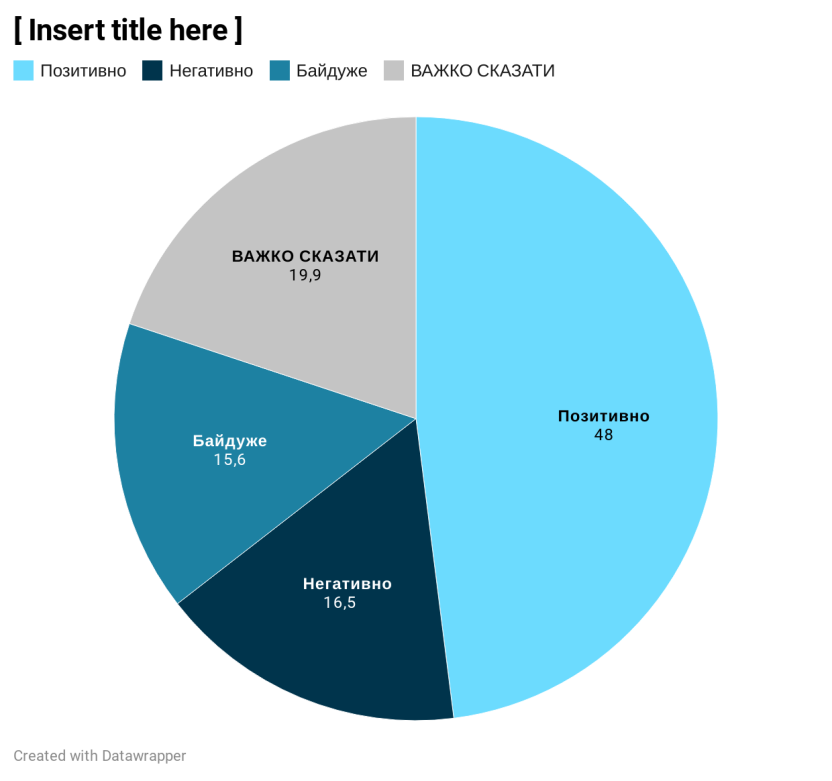 [ Insert title here ]
Позитивно Негативно Байдуже ВАЖКО СКАЗАТИ
ВАЖКО СКАЗАТИ
19,9
Позитивно
48
Байдуже
15,6
Негативно
16,5
Created with Datawrapper